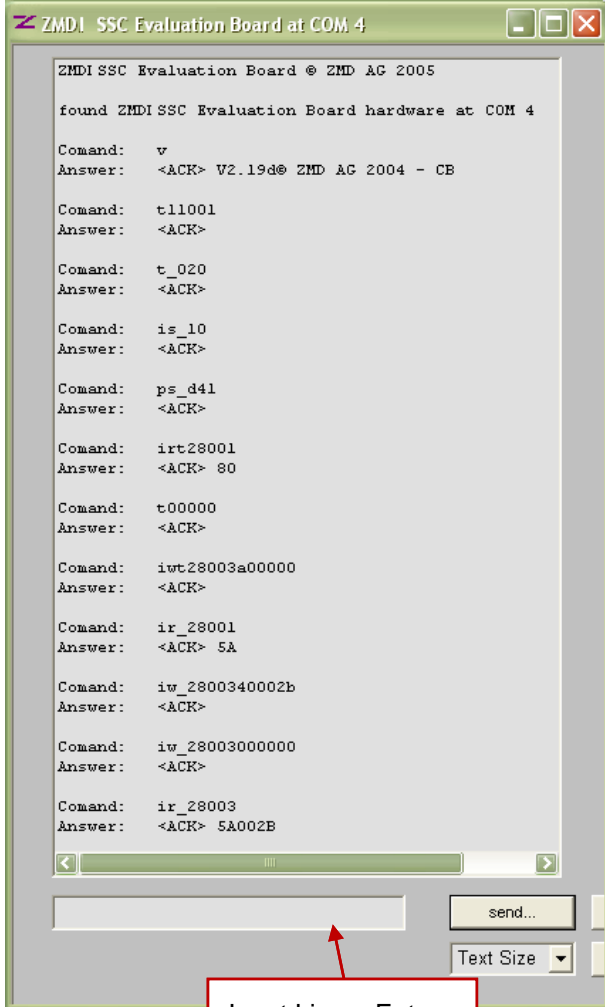 ZMDI SSC Evaluation Board at COM 4
ZMDI SSC Evaluation Board © ZMD AG 2005
found ZMDI SSC Evaluation Board hardware at COM 4
Comand: v
Answer: <ACK> V2.19d© ZMD AG 2004 - CB
Comand: t11001
Answer: <ACK>
Comand: t_020
Answer: <ACK>
Comand: is_10
Answer: <ACK>
Comand: ps_d41
Answer: <ACK>
Comand: irt28001
Answer: <ACK> 80
Comand: t00000
Answer: <ACK>
Comand: iwt28003a00000
Answer: <ACK>
Comand: ir_28001
Answer: <ACK> 5A
Comand: iw_2800340002b
Answer: <ACK>
Comand: iw_28003000000
Answer: <ACK>
Comand: ir_28003
Answer: <ACK> 5A002B
send...
Text Size